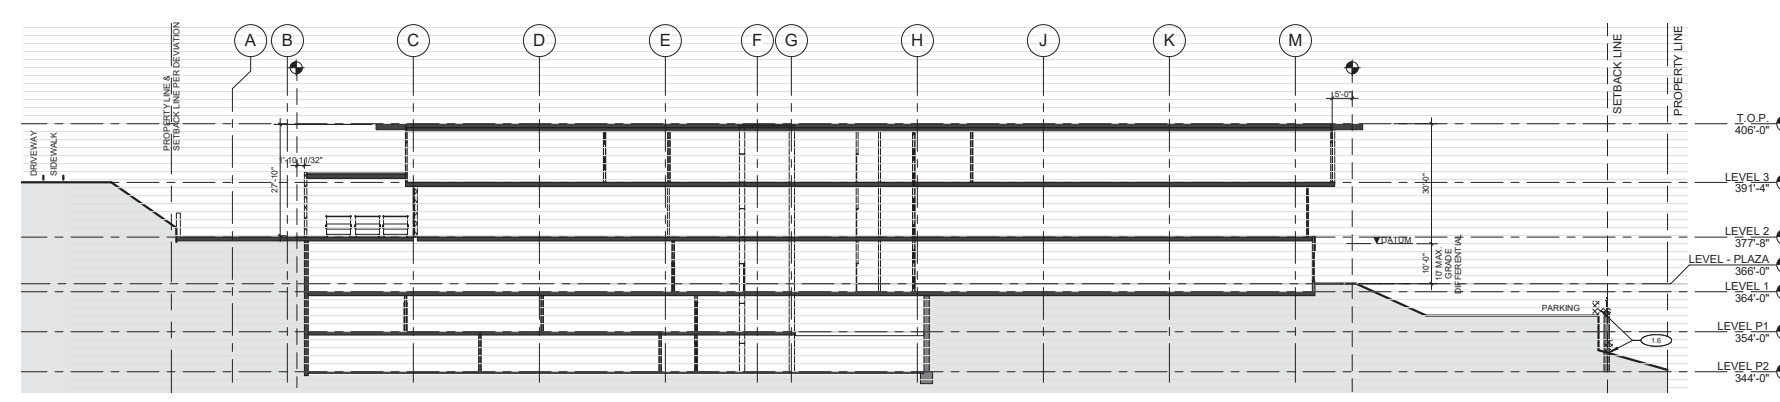 A
B
C
D
E
F
G
H
J
K
M
DRIVEWAY
SIDEWALK
PROPERTY LINE &
SETBACK LINE PER DEVIATION
SETBACK LINE
PROPERTY LINE
5'-0"
1'-10 11/32"
27'-10"
30'-0"
DATUM
10'-0"
10' MAX.
GRADE
DIFFERENTIAL
PARKING
1.6
T.O.P.
406'-0"
LEVEL 3
391'-4"
LEVEL 2
377'-8"
LEVEL - PLAZA
366'-0"
LEVEL 1
364'-0"
LEVEL P1
354'-0"
LEVEL P2
344'-0"